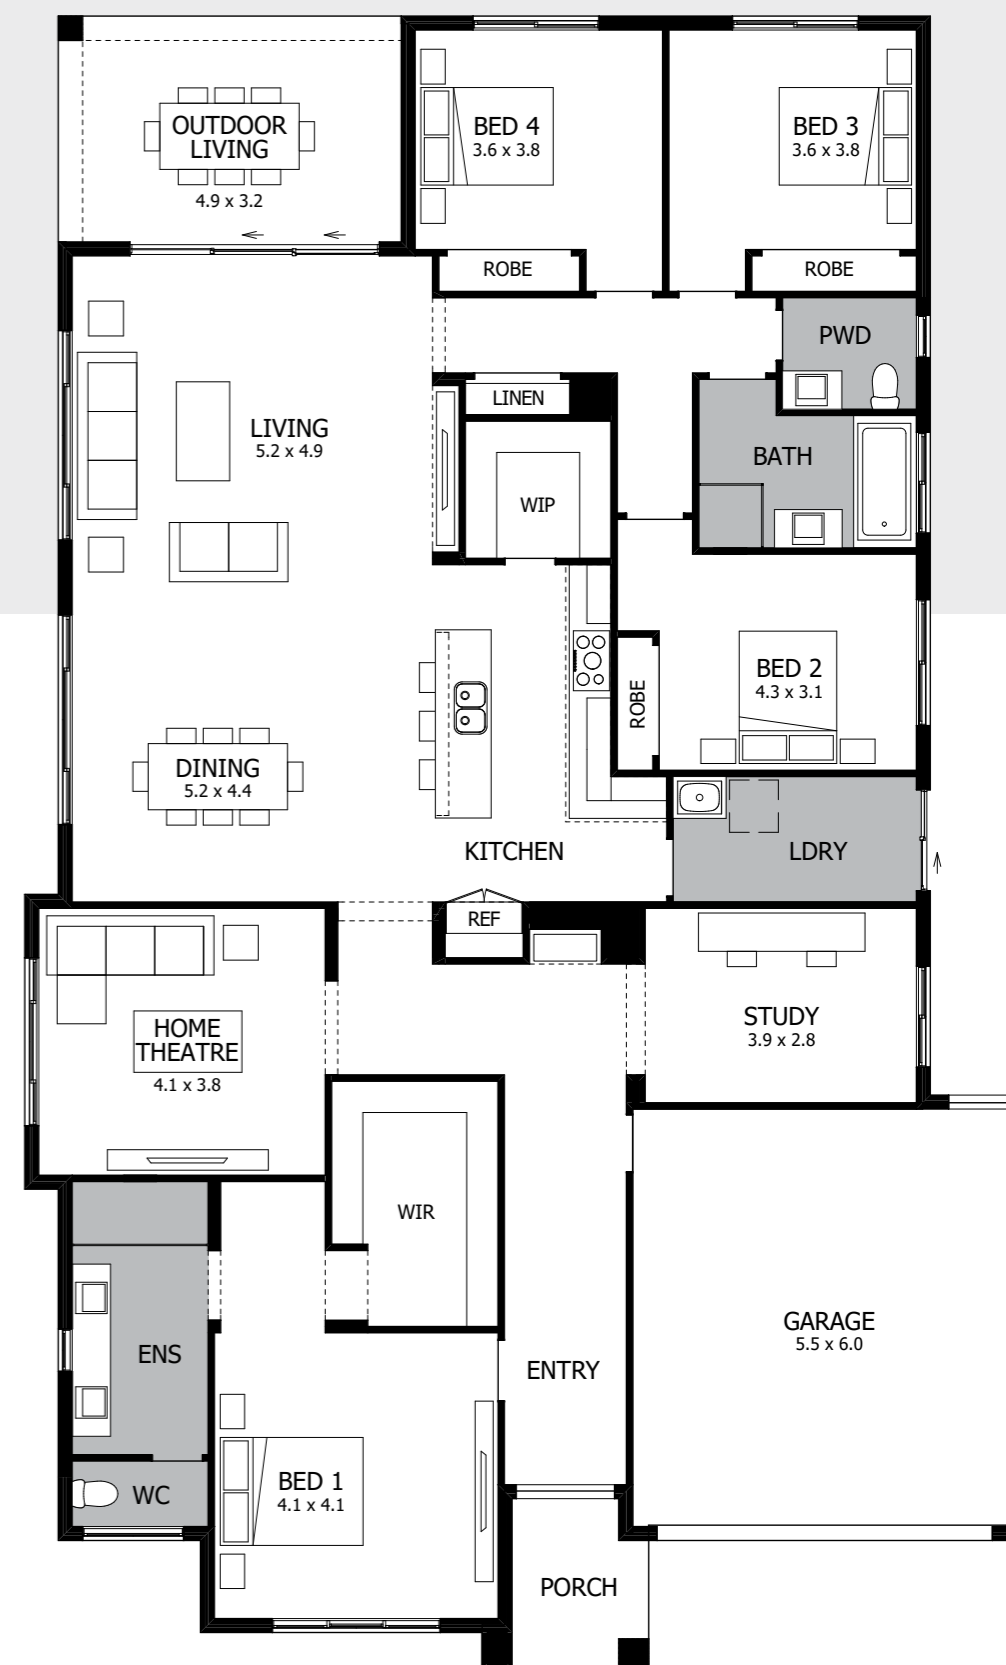 OUTDOOR
LIVING
4.9 x 3.2
BED 4
3.6 x 3.8
BED 3
3.6 x 3.8
ROBE
ROBE
PWD
LINEN
LIVING
5.2 x 4.9
BATH
WIP
BED 2
4.3 x 3.1
ROBE
DINING
5.2 x 4.4
KITCHEN
LDRY
REF
HOME
THEATRE
4.1 x 3.8
STUDY
3.9 x 2.8
WIR
GARAGE
5.5 x 6.0
ENS
ENTRY
BED 1
4.1 x 4.1
WC
PORCH